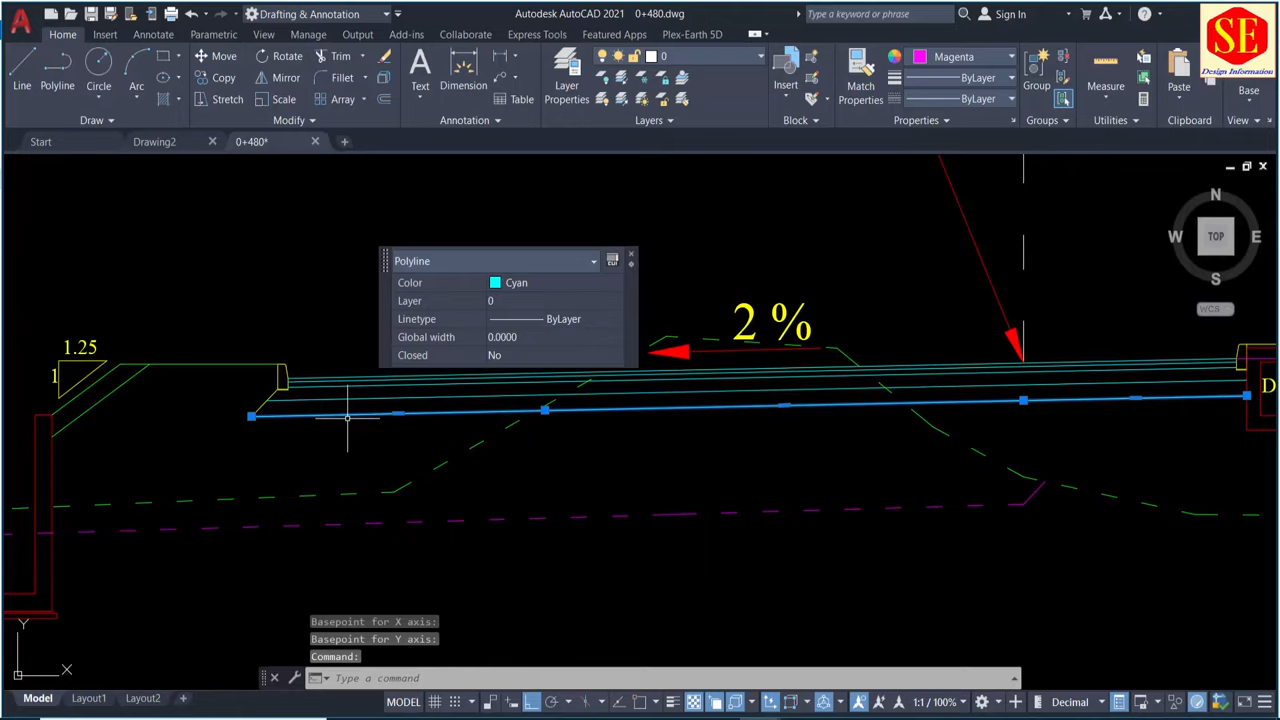 Drafting & Annotation
Autodesk AutoCAD 2021 0+480.dwg
Type a keyword or phrase
Sign In
SE
Design Information
Home Insert Annotate Parametric View Manage Output Add-ins Collaborate Express Tools Featured Apps Plex-Earth 5D
Line
Polyline
Circle
Arc
Move
Rotate
Trim
Copy
Mirror
Fillet
Stretch
Scale
Array
Text
Dimension
Table
Layer
Properties
0
Insert
Match
Properties
Magenta
ByLayer
ByLayer
Group
Measure
Paste
Base
Draw
Modify
Annotation
Layers
Block
Properties
Groups
Utilities
Clipboard
View
Start
Drawing2
0+480*
N
W
TOP
E
S
WCS
Polyline
Color Cyan
Layer 0
Linetype ByLayer
Global width 0.0000
Closed No
2 %
1.25
1
D
Y
X
Basepoint for X axis:
Basepoint for Y axis:
Command:
Type a command
Model Layout1 Layout2
MODEL
1:1 / 100%
Decimal